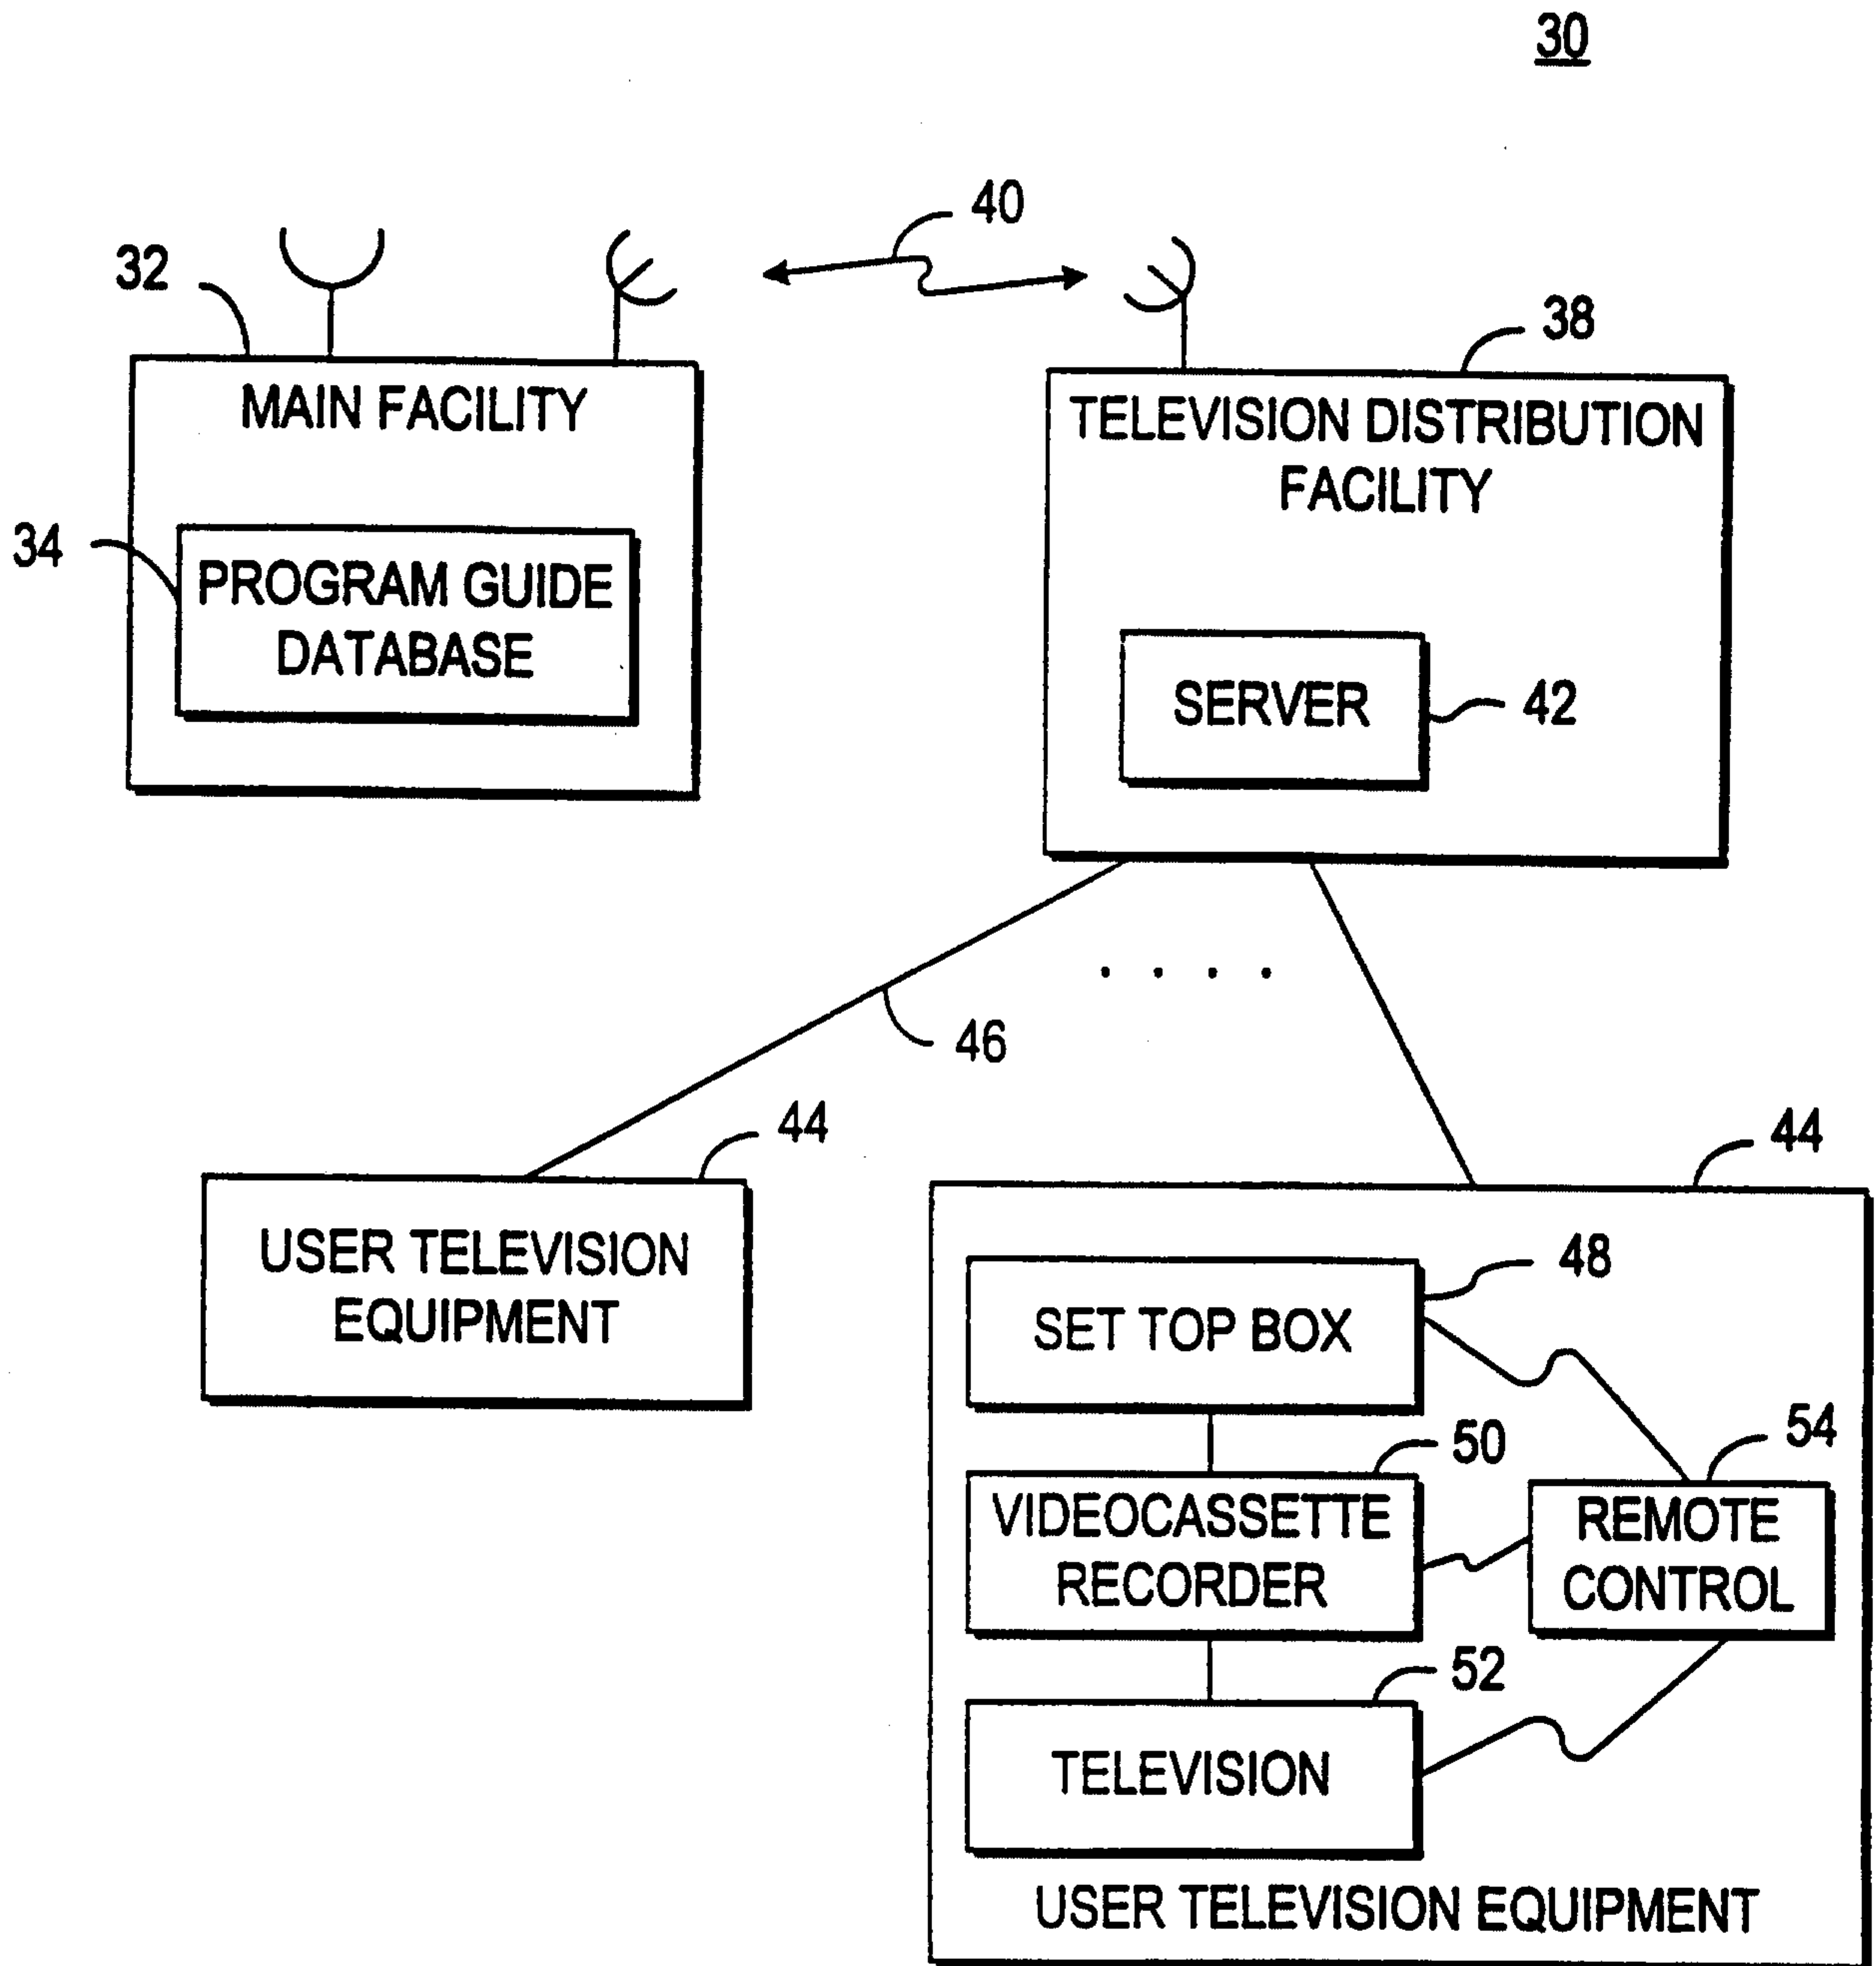 30
40
32
38
MAIN FACILITY
TELEVISION DISTRIBUTION
FACILITY
34
PROGRAM GUIDE
DATABASE
SERVER
42
46
44
44
USER TELEVISION
EQUIPMENT
48
SET TOP BOX
54
50
VIDEOCASSETTE
RECORDER
REMOTE
CONTROL
52
TELEVISION
USER TELEVISION EQUIPMENT